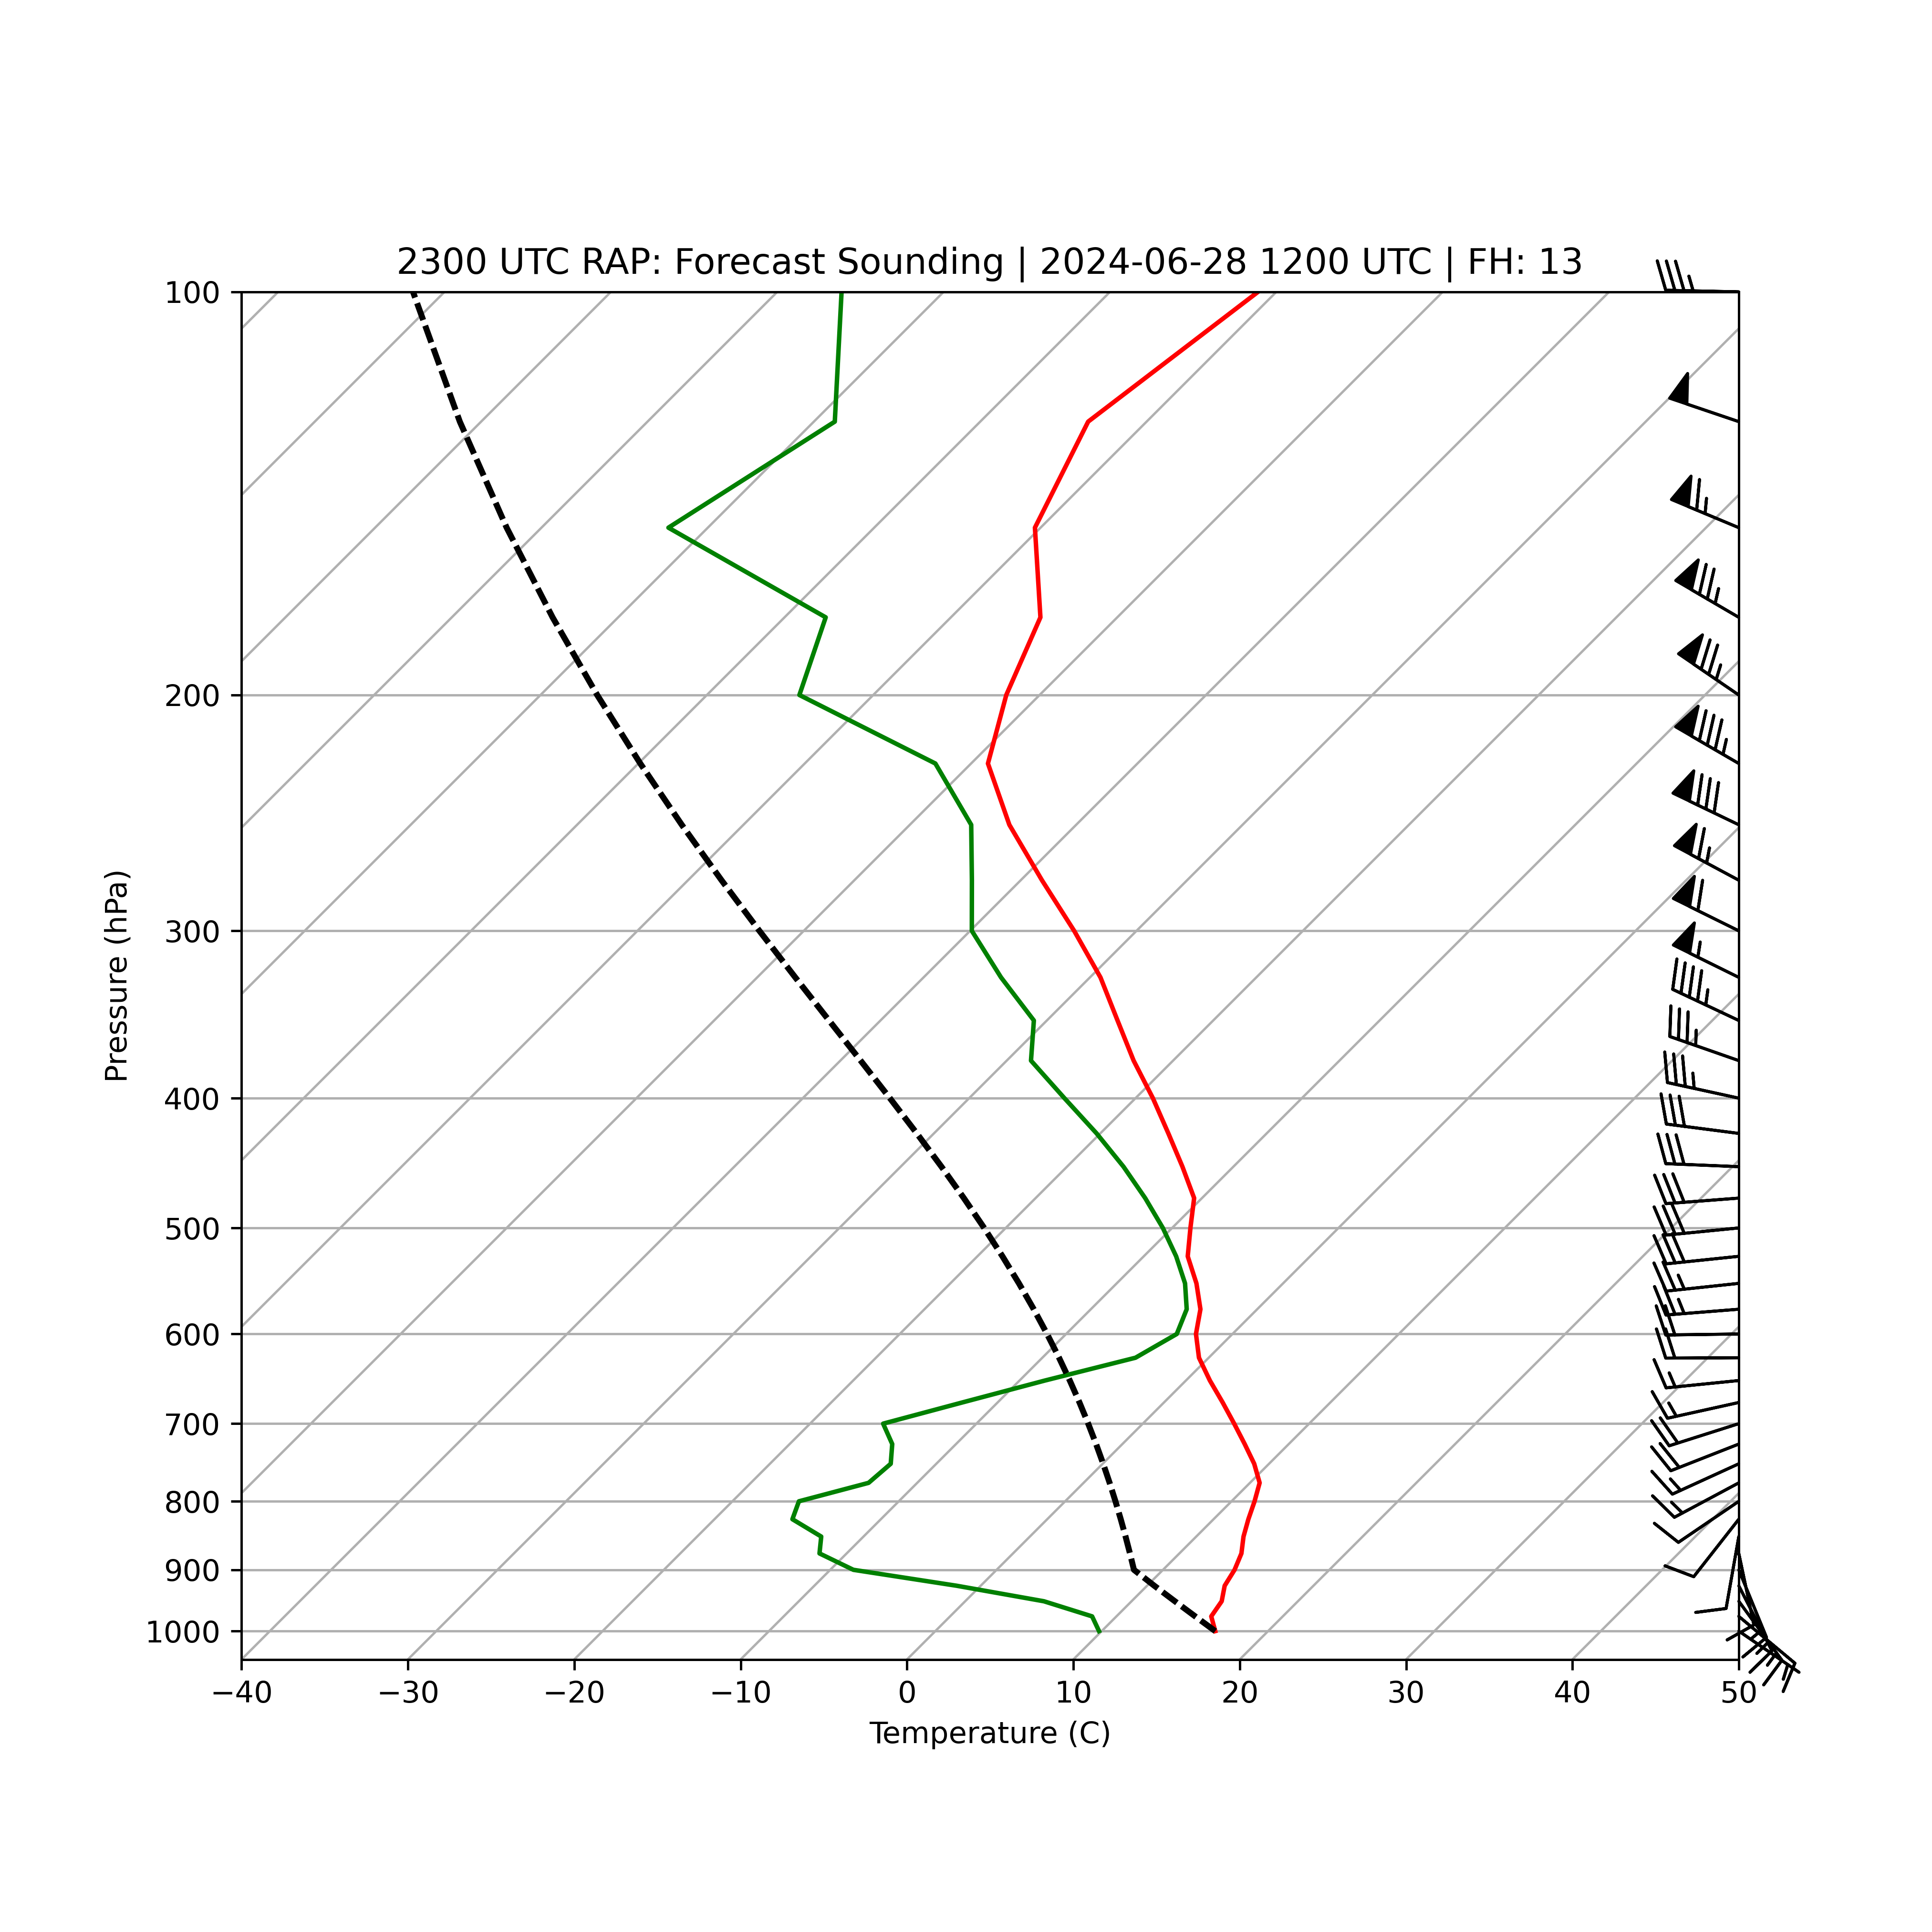 2300 UTC RAP: Forecast Sounding | 2024-06-28 1200 UTC | FH: 13
100
200
300
400
500
600
700
800
900
1000
Pressure (hPa)
−40 −30 −20 −10 0 10 20 30 40 50
Temperature (C)